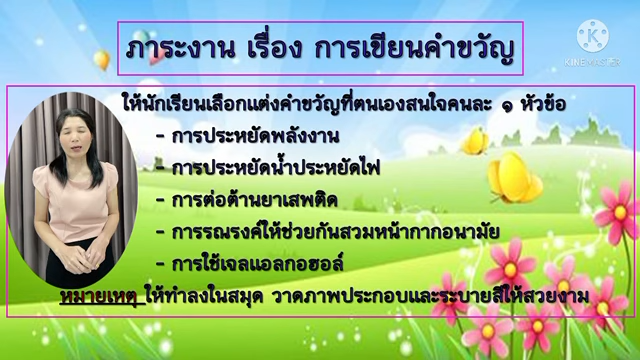 ภาระงาน เรื่อง การเขียนคำขวัญ
KINEMASTER
ให้นักเรียนเลือกแต่งคำขวัญที่ตนเองสนใจคนละ ๑ หัวข้อ
- การประหยัดพลังงาน
- การประหยัดน้ำประหยัดไฟ
- การต่อต้านยาเสพติด
- การรณรงค์ให้ช่วยกันสวมหน้ากากอนามัย
- การใช้เจลแอลกอฮอล์
หมายเหตุ ให้ทำลงในสมุด วาดภาพประกอบและระบายสีให้สวยงาม